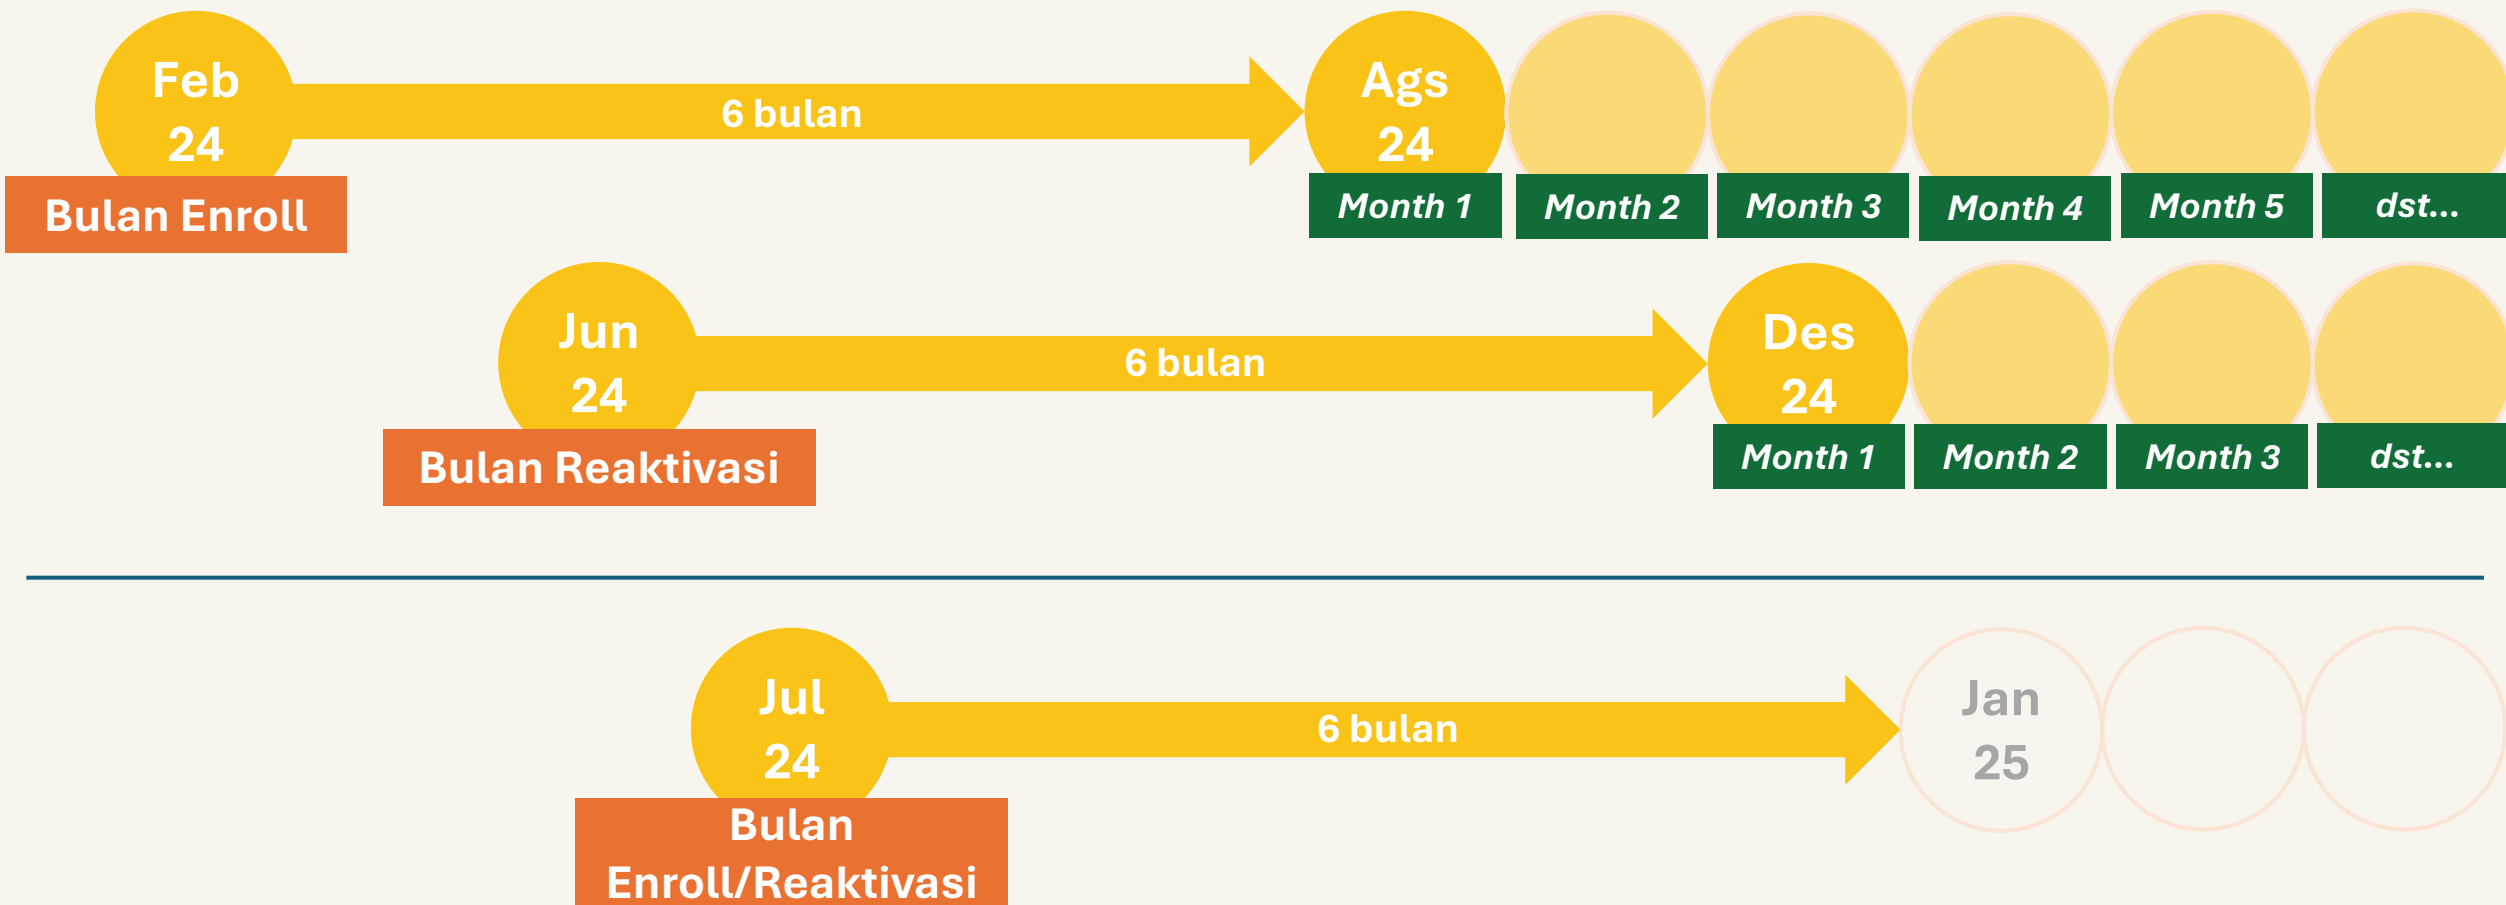 Feb
24
6 bulan
Ags
24
Bulan Enroll
Month 1
Month 2
Month 3
Month 4
Month 5
dst...
Jun
24
6 bulan
Des
24
Bulan Reaktivasi
Month 1
Month 2
Month 3
dst...
Jul
24
6 bulan
Jan
25
Bulan
Enroll/Reaktivasi